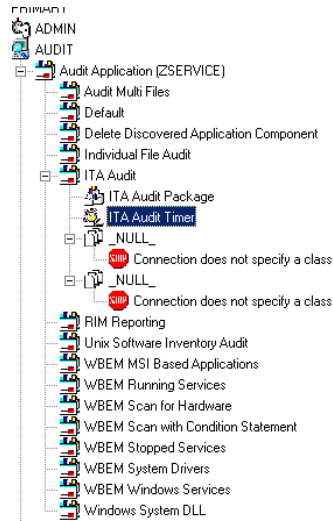 PRIMARY
ADMIN
AUDIT
Audit Application (ZSERVICE)
Audit Multi Files
Default
Delete Discovered Application Component
Individual File Audit
ITA Audit
ITA Audit Package
ITA Audit Timer
_NULL_
STOP Connection does not specify a class
_NULL_
STOP Connection does not specify a class
RIM Reporting
Unix Software Inventory Audit
WBEM MSI Based Applications
WBEM Running Services
WBEM Scan for Hardware
WBEM Scan with Condition Statement
WBEM Stopped Services
WBEM System Drivers
WBEM Windows Services
Windows System DLL